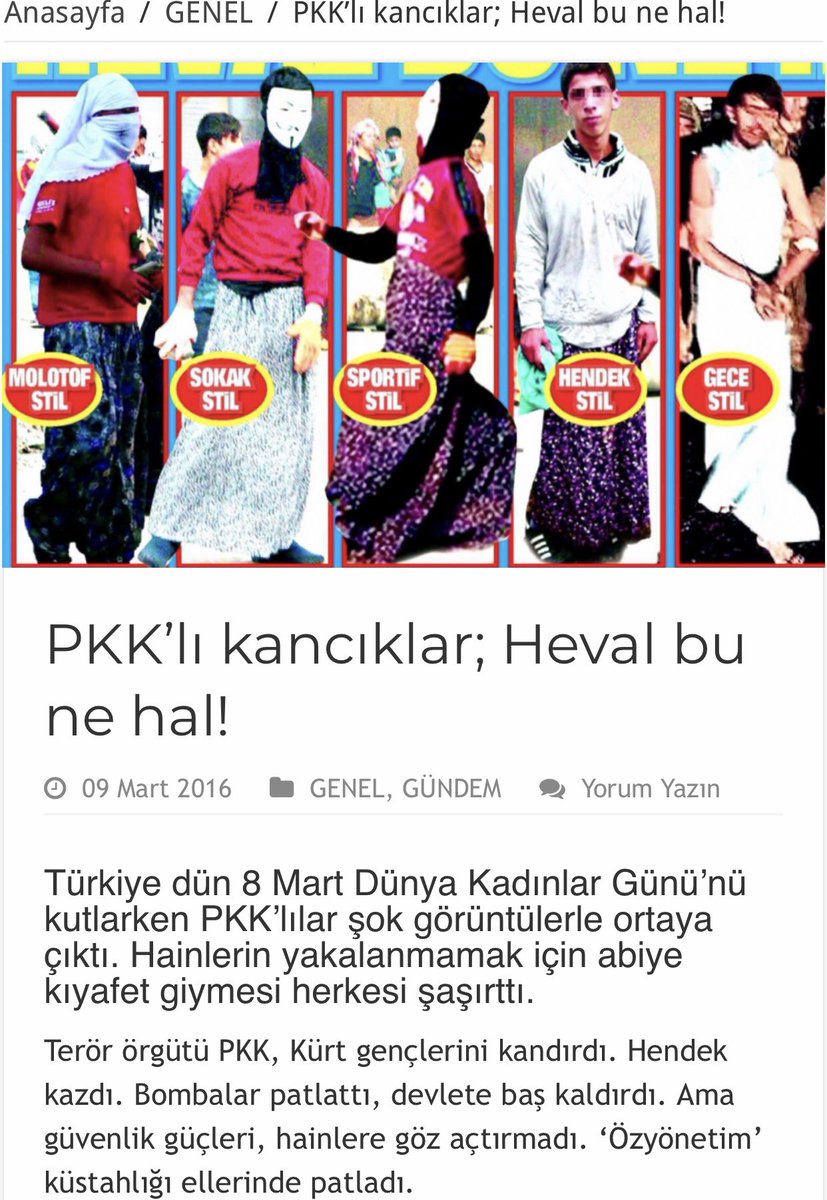 Anasayfa / GENEL / PKK’lı kancıklar; Heval bu ne hal!
MOLOTOF
STİL
SOKAK
STİL
SPORTİF
STİL
HENDEK
STİL
GECE
STİL
PKK’lı kancıklar; Heval bu
ne hal!
09 Mart 2016 GENEL, GÜNDEM Yorum Yazın
Türkiye dün 8 Mart Dünya Kadınlar Günü’nü
kutlarken PKK’lılar şok görüntülerle ortaya
çıktı. Hainlerin yakalanmamak için abiye
kıyafet giymesi herkesi şaşırttı.
Terör örgütü PKK, Kürt gençlerini kandırdı. Hendek
kazdı. Bombalar patlattı, devlete baş kaldırdı. Ama
güvenlik güçleri, hainlere göz açtırmadı. ‘Özyönetim’
küstahlığı ellerinde patladı.